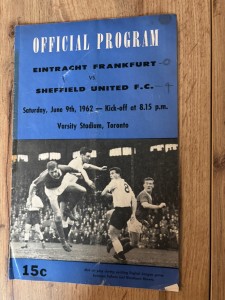 OFFICIAL PROGRAM
EINTRACHT FRANKFURT - 0
VS
SHEFFIELD UNITED F.C.
Saturday, June 9th, 1962 — Kick-off at 8.15 p.m.
Varsity Stadium, Toronto
15c